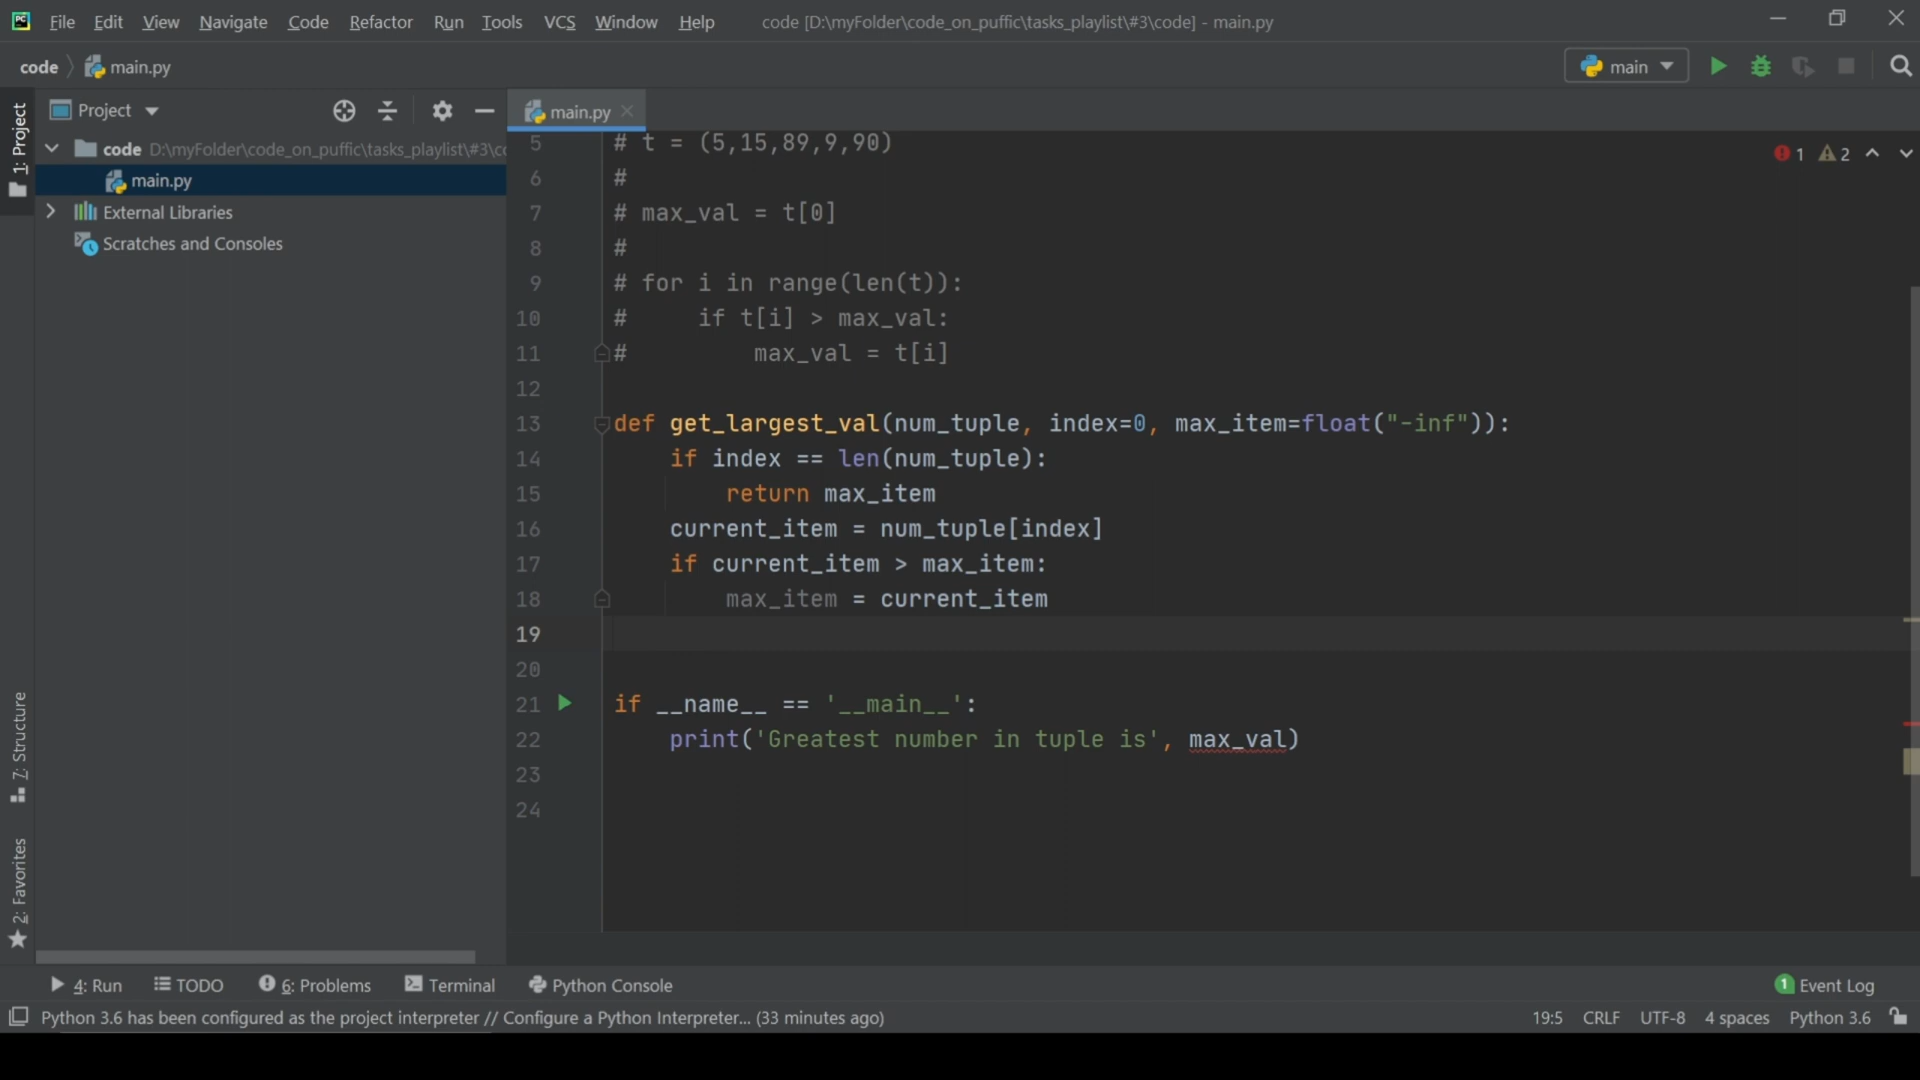 File Edit View Navigate Code Refactor Run Tools VCS Window Help code [D:\myFolder\code_on_puffic\tasks_playlist\#3\code] - main.py
code main.py main
1: Project
Project
main.py
code D:\myFolder\code_on_puffic\tasks_playlist\#3\co
main.py
External Libraries
Scratches and Consoles
1 2
5 # t = (5,15,89,9,90)
6 #
7 # max_val = t[0]
8 #
9 # for i in range(len(t)):
10 #     if t[i] > max_val:
11 #         max_val = t[i]
12
13 def get_largest_val(num_tuple, index=0, max_item=float("-inf")):
14     if index == len(num_tuple):
15         return max_item
16     current_item = num_tuple[index]
17     if current_item > max_item:
18         max_item = current_item
19
20
21 if __name__ == '__main__':
22     print('Greatest number in tuple is', max_val)
23
24
7: Structure
2: Favorites
4: Run TODO 6: Problems Terminal Python Console 1 Event Log
Python 3.6 has been configured as the project interpreter // Configure a Python Interpreter... (33 minutes ago) 19:5 CRLF UTF-8 4 spaces Python 3.6